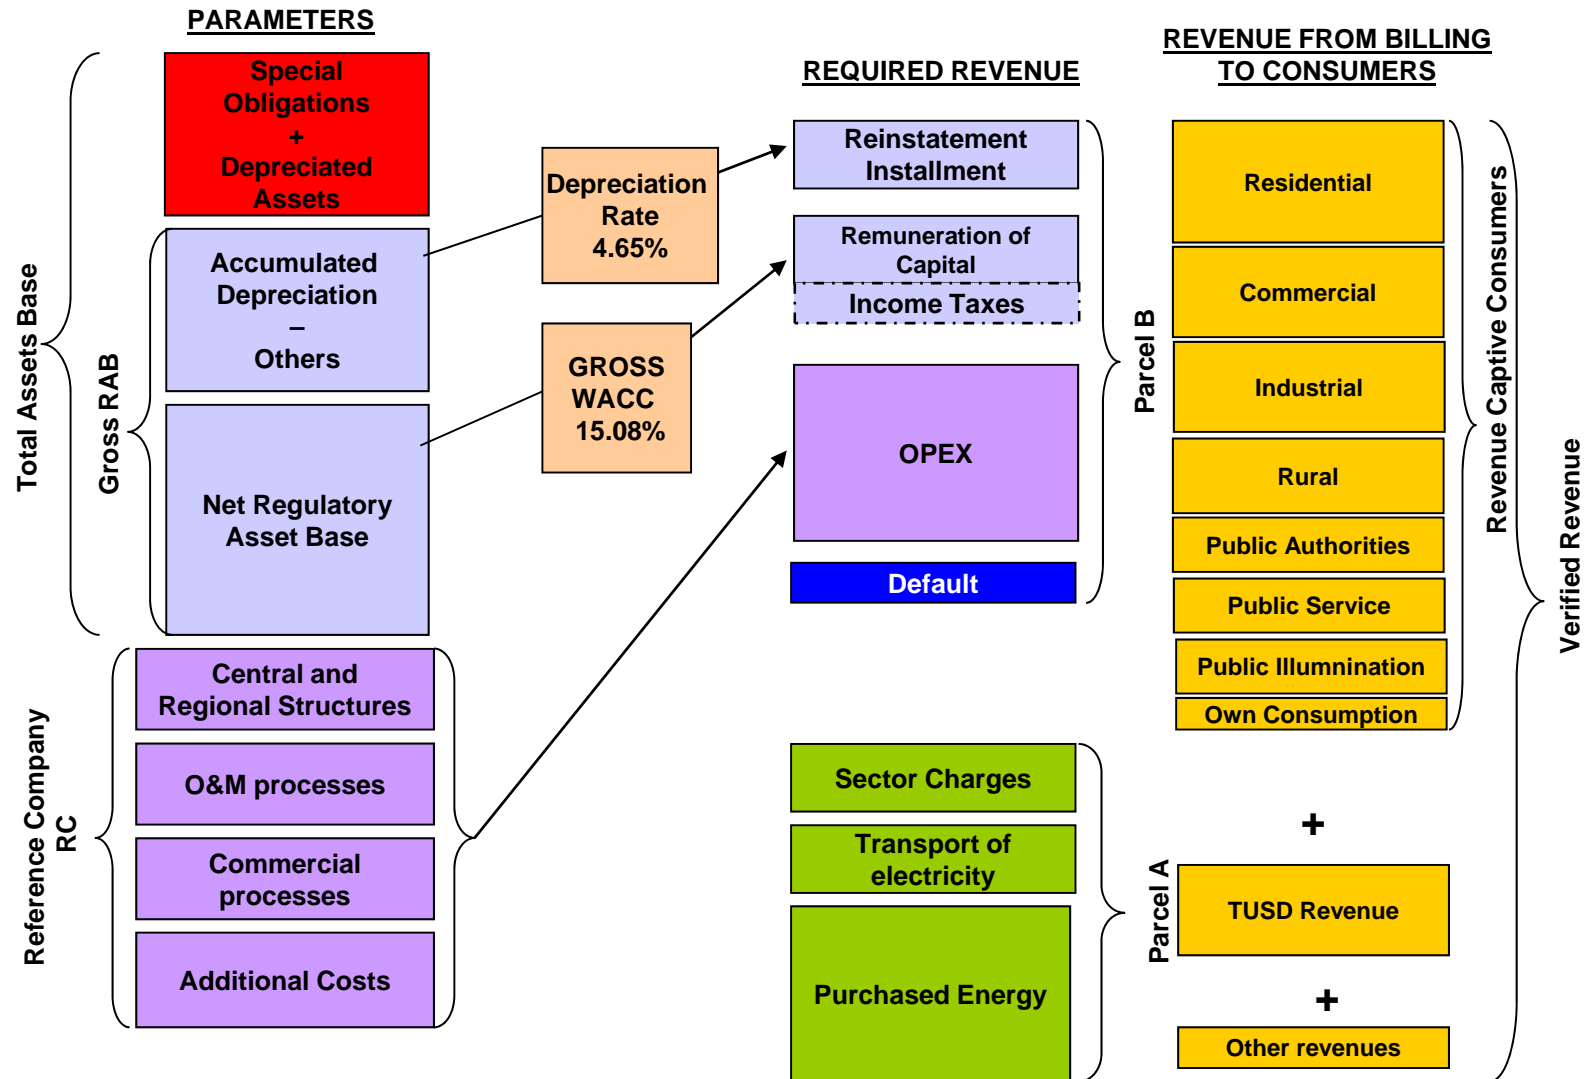 PARAMETERS
Special
Obligations
+
Depreciated
Assets
Accumulated
Depreciation
–
Others
Net Regulatory
Asset Base
Total Assets Base
Gross RAB
Central and
Regional Structures
O&M processes
Commercial
processes
Additional Costs
Reference Company
RC
Depreciation
Rate
4.65%
GROSS
WACC
15.08%
REQUIRED REVENUE
Reinstatement
Installment
Remuneration of
Capital
Income Taxes
OPEX
Default
Parcel B
Sector Charges
Transport of
electricity
Purchased Energy
Parcel A
REVENUE FROM BILLING
TO CONSUMERS
Residential
Commercial
Industrial
Rural
Public Authorities
Public Service
Public Illumnination
Own Consumption
Revenue Captive Consumers
+
TUSD Revenue
+
Other revenues
Verified Revenue